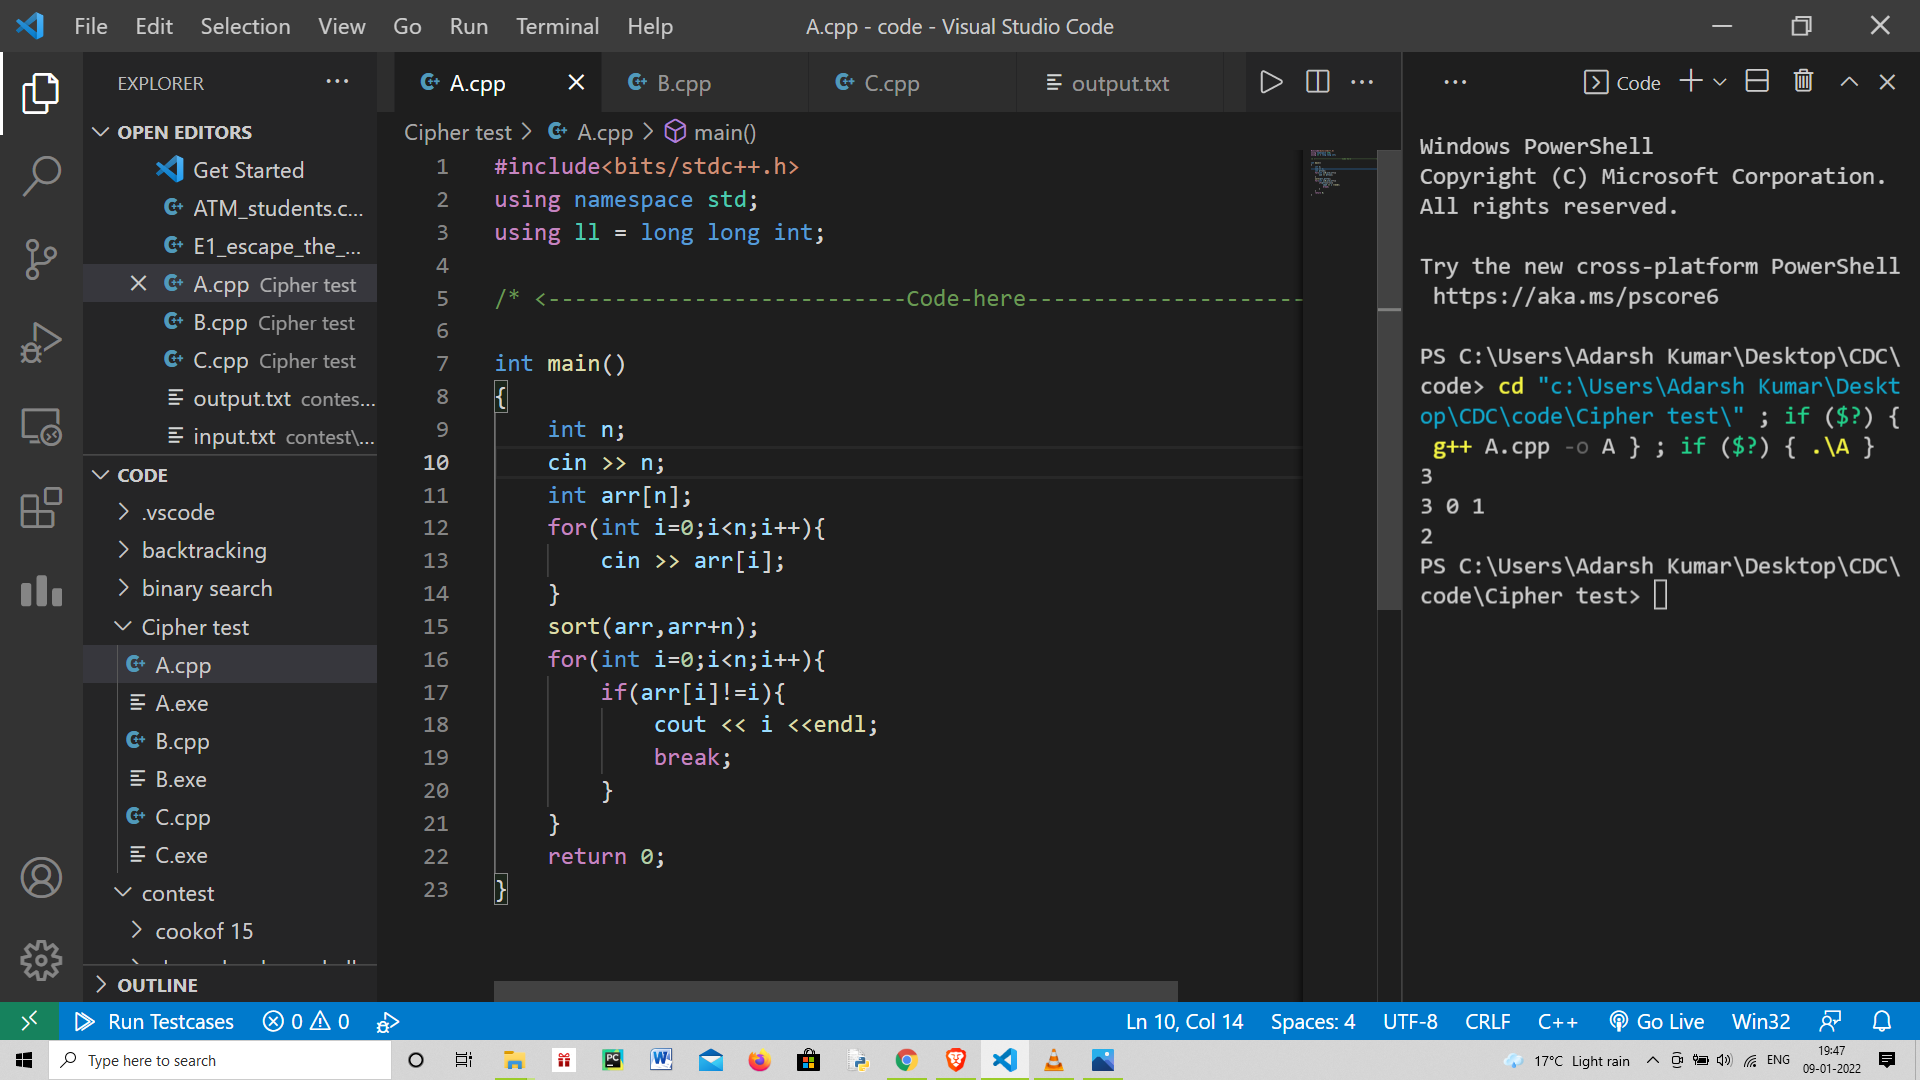 File Edit Selection View Go Run Terminal Help A.cpp - code - Visual Studio Code
EXPLORER
OPEN EDITORS
Get Started
ATM_students.c...
E1_escape_the_...
A.cpp Cipher test
B.cpp Cipher test
C.cpp Cipher test
output.txt contes...
input.txt contest\...
CODE
.vscode
backtracking
binary search
Cipher test
A.cpp
A.exe
B.cpp
B.exe
C.cpp
C.exe
contest
cookof 15
OUTLINE
A.cpp B.cpp C.cpp output.txt
Cipher test > A.cpp > main()
1 #include<bits/stdc++.h>
2 using namespace std;
3 using ll = long long int;
4
5 /* <---------------------------Code-here---------------------
6
7 int main()
8 {
9 int n;
10 cin >> n;
11 int arr[n];
12 for(int i=0;i<n;i++){
13 cin >> arr[i];
14 }
15 sort(arr,arr+n);
16 for(int i=0;i<n;i++){
17 if(arr[i]!=i){
18 cout << i <<endl;
19 break;
20 }
21 }
22 return 0;
23 }
Code
Windows PowerShell
Copyright (C) Microsoft Corporation.
All rights reserved.
Try the new cross-platform PowerShell
https://aka.ms/pscore6
PS C:\Users\Adarsh Kumar\Desktop\CDC\
code> cd "c:\Users\Adarsh Kumar\Deskt
op\CDC\code\Cipher test\" ; if ($?) {
g++ A.cpp -o A } ; if ($?) { .\A }
3
3 0 1
2
PS C:\Users\Adarsh Kumar\Desktop\CDC\
code\Cipher test>
Run Testcases 0 0 Ln 10, Col 14 Spaces: 4 UTF-8 CRLF C++ Go Live Win32
Type here to search 17°C Light rain ENG 19:47
09-01-2022